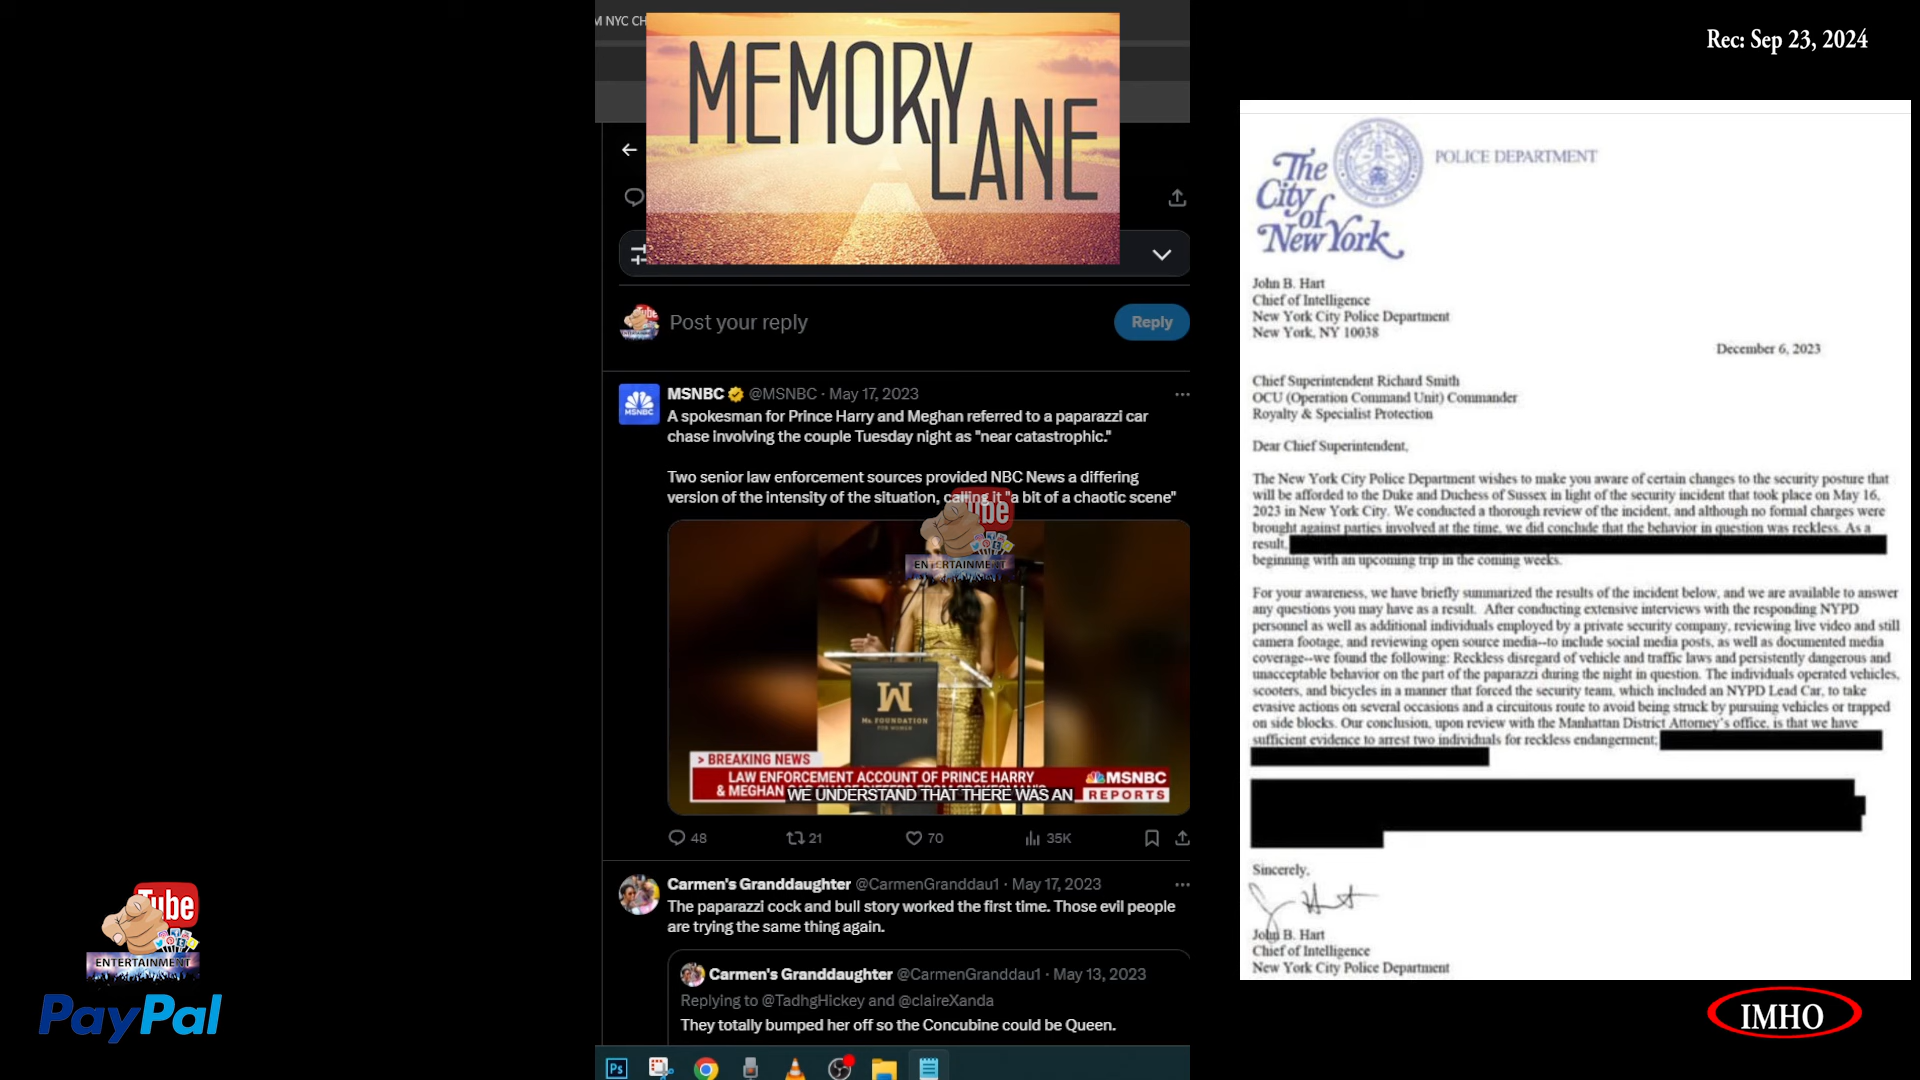 M NYC CH
MEMORY
LANE
Post your reply
Reply
MSNBC @MSNBC · May 17, 2023
A spokesman for Prince Harry and Meghan referred to a paparazzi car
chase involving the couple Tuesday night as "near catastrophic."
Two senior law enforcement sources provided NBC News a differing
version of the intensity of the situation, calling it "a bit of a chaotic scene"
Tube
ENTERTAINMENT
W
Ms. FOUNDATION
FOR WOMEN
> BREAKING NEWS
LAW ENFORCEMENT ACCOUNT OF PRINCE HARRY
& MEGHAN CAR CHASE DIFFERS FROM SPOKESMAN'S
WE UNDERSTAND THAT THERE WAS AN
MSNBC
REPORTS
48 21 70 35K
Carmen's Granddaughter @CarmenGranddau1 · May 17, 2023
The paparazzi cock and bull story worked the first time. Those evil people
are trying the same thing again.
Carmen's Granddaughter @CarmenGranddau1 · May 13, 2023
Replying to @TadhgHickey and @claireXanda
They totally bumped her off so the Concubine could be Queen.
Ps
Tube
ENTERTAINMENT
PayPal
Rec: Sep 23, 2024
The
City
of
New York
POLICE DEPARTMENT
John B. Hart
Chief of Intelligence
New York City Police Department
New York, NY 10038
December 6, 2023
Chief Superintendent Richard Smith
OCU (Operation Command Unit) Commander
Royalty & Specialist Protection
Dear Chief Superintendent,
The New York City Police Department wishes to make you aware of certain changes to the security posture that
will be afforded to the Duke and Duchess of Sussex in light of the security incident that took place on May 16,
2023 in New York City. We conducted a thorough review of the incident, and although no formal charges were
brought against parties involved at the time, we did conclude that the behavior in question was reckless. As a
result,
beginning with an upcoming trip in the coming weeks.
For your awareness, we have briefly summarized the results of the incident below, and we are available to answer
any questions you may have as a result. After conducting extensive interviews with the responding NYPD
personnel as well as additional individuals employed by a private security company, reviewing live video and still
camera footage, and reviewing open source media--to include social media posts, as well as documented media
coverage--we found the following: Reckless disregard of vehicle and traffic laws and persistently dangerous and
unacceptable behavior on the part of the paparazzi during the night in question. The individuals operated vehicles,
scooters, and bicycles in a manner that forced the security team, which included an NYPD Lead Car, to take
evasive actions on several occasions and a circuitous route to avoid being struck by pursuing vehicles or trapped
on side blocks. Our conclusion, upon review with the Manhattan District Attorney's office, is that we have
sufficient evidence to arrest two individuals for reckless endangerment;
Sincerely,
John B. Hart
Chief of Intelligence
New York City Police Department
IMHO